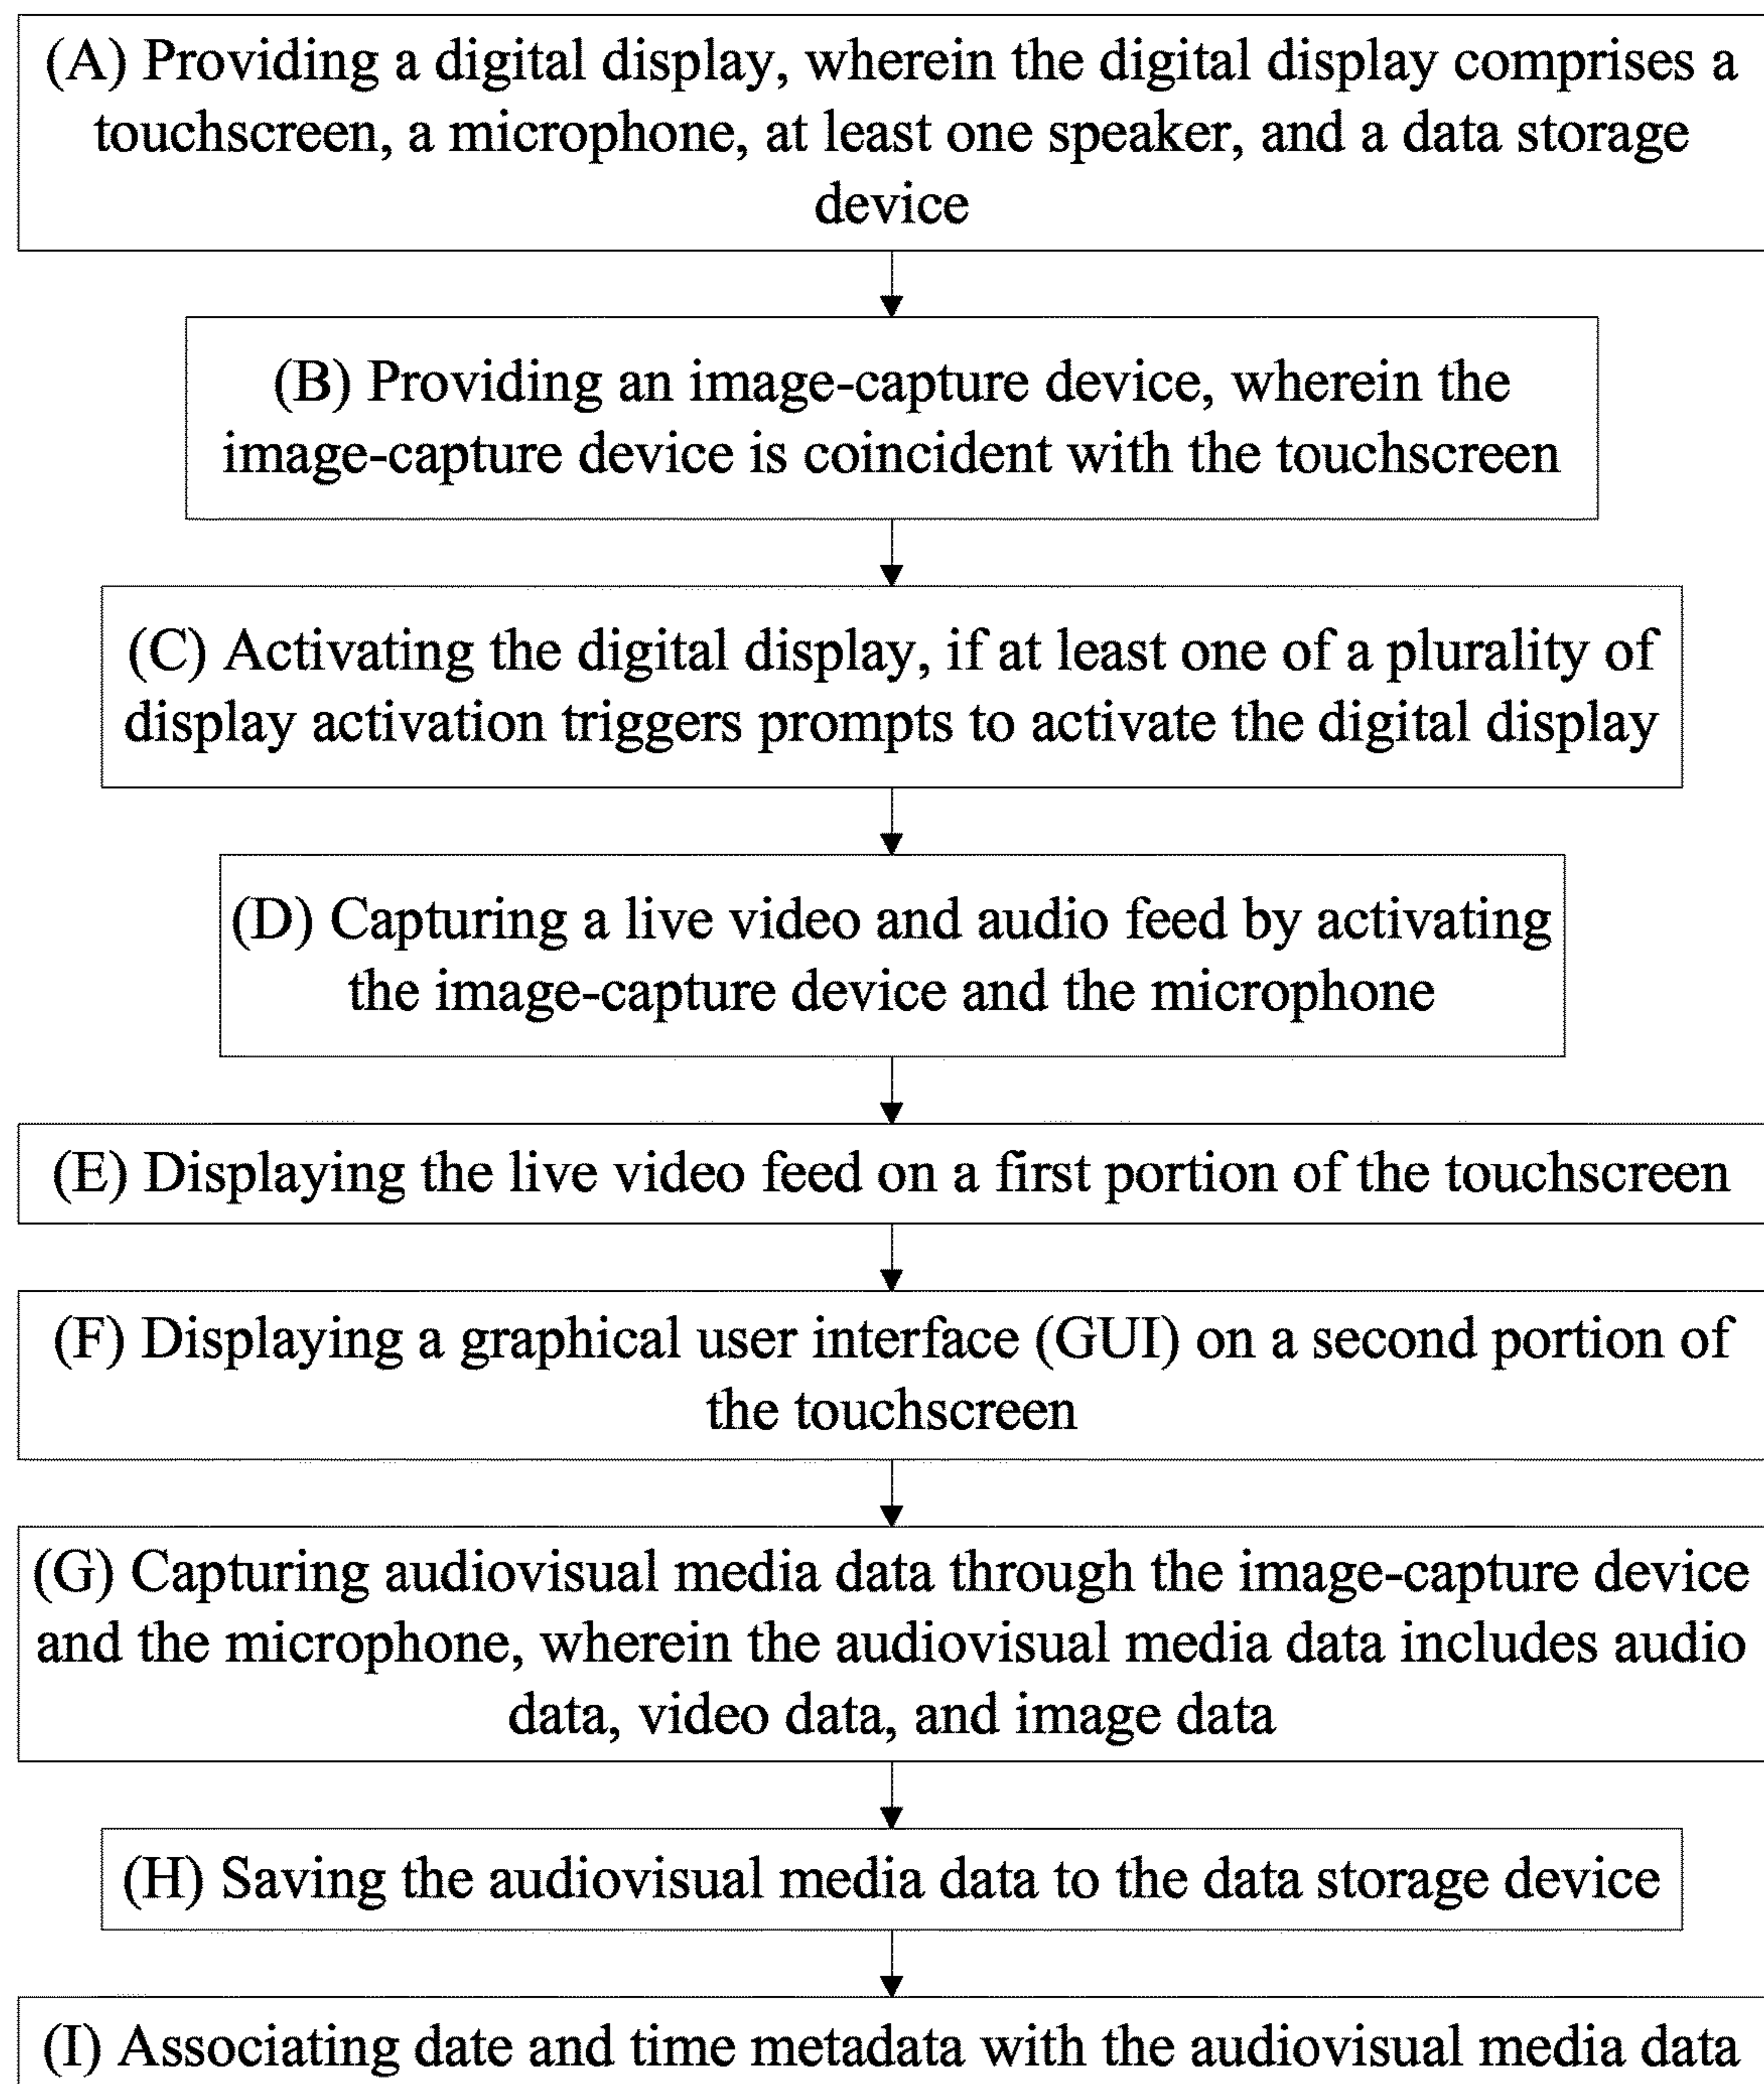 (A) Providing a digital display, wherein the digital display comprises a
touchscreen, a microphone, at least one speaker, and a data storage
device
(B) Providing an image-capture device, wherein the
image-capture device is coincident with the touchscreen
(C) Activating the digital display, if at least one of a plurality of
display activation triggers prompts to activate the digital display
(D) Capturing a live video and audio feed by activating
the image-capture device and the microphone
(E) Displaying the live video feed on a first portion of the touchscreen
(F) Displaying a graphical user interface (GUI) on a second portion of
the touchscreen
(G) Capturing audiovisual media data through the image-capture device
and the microphone, wherein the audiovisual media data includes audio
data, video data, and image data
(H) Saving the audiovisual media data to the data storage device
(I) Associating date and time metadata with the audiovisual media data